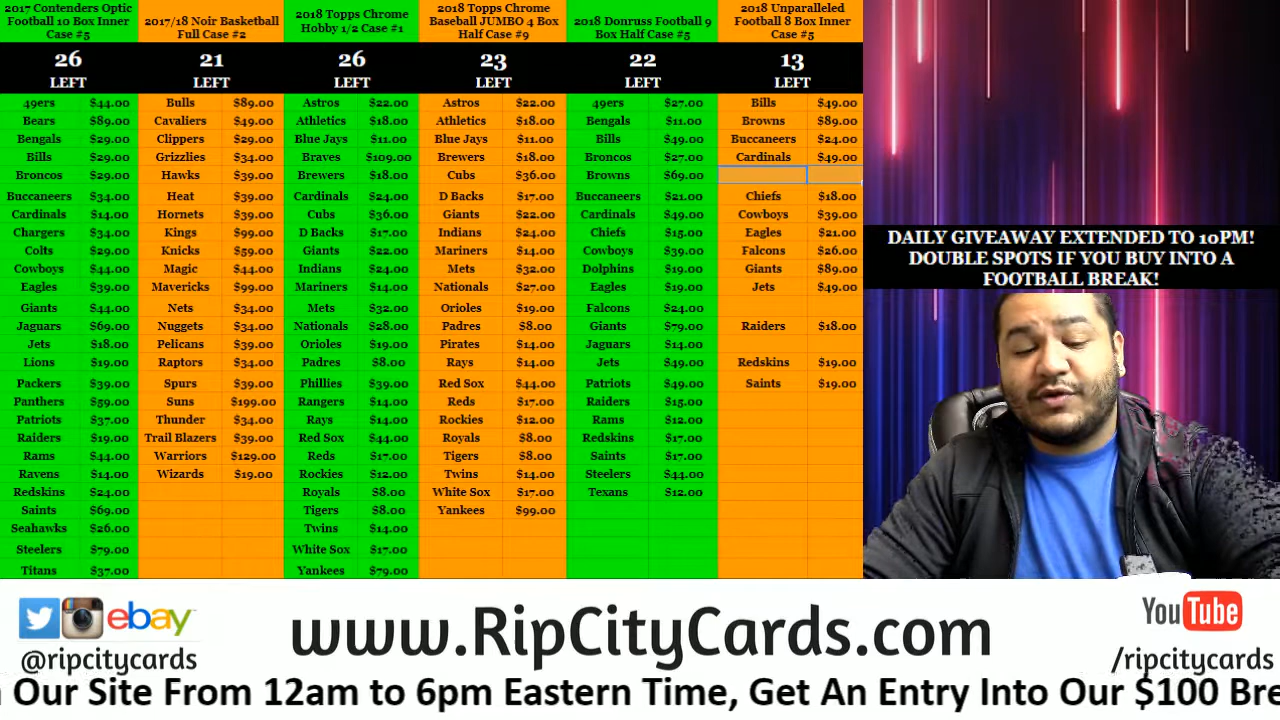 2017 Contenders Optic
Football 10 Box Inner
Case #5
26
LEFT
49ers $44.00
Bears $89.00
Bengals $29.00
Bills $29.00
Broncos $29.00
Buccaneers $34.00
Cardinals $14.00
Chargers $34.00
Colts $29.00
Cowboys $44.00
Eagles $39.00
Giants $44.00
Jaguars $69.00
Jets $18.00
Lions $19.00
Packers $39.00
Panthers $59.00
Patriots $37.00
Raiders $19.00
Rams $44.00
Ravens $14.00
Redskins $24.00
Saints $69.00
Seahawks $26.00
Steelers $79.00
Titans $37.00
2017/18 Noir Basketball
Full Case #2
21
LEFT
Bulls $89.00
Cavaliers $49.00
Clippers $29.00
Grizzlies $34.00
Hawks $39.00
Heat $39.00
Hornets $39.00
Kings $99.00
Knicks $59.00
Magic $44.00
Mavericks $99.00
Nets $34.00
Nuggets $34.00
Pelicans $39.00
Raptors $34.00
Spurs $39.00
Suns $199.00
Thunder $34.00
Trail Blazers $39.00
Warriors $129.00
Wizards $19.00
2018 Topps Chrome
Hobby 1/2 Case #1
26
LEFT
Astros $22.00
Athletics $18.00
Blue Jays $11.00
Braves $109.00
Brewers $18.00
Cardinals $24.00
Cubs $36.00
D Backs $17.00
Giants $22.00
Indians $24.00
Mariners $14.00
Mets $32.00
Nationals $28.00
Orioles $19.00
Padres $8.00
Phillies $39.00
Rangers $14.00
Rays $14.00
Red Sox $44.00
Reds $17.00
Rockies $12.00
Royals $8.00
Tigers $8.00
Twins $14.00
White Sox $17.00
Yankees $79.00
2018 Topps Chrome
Baseball JUMBO 4 Box
Half Case #9
23
LEFT
Astros $22.00
Athletics $18.00
Blue Jays $11.00
Brewers $18.00
Cubs $36.00
D Backs $17.00
Giants $22.00
Indians $24.00
Mariners $14.00
Mets $32.00
Nationals $27.00
Orioles $19.00
Padres $8.00
Pirates $14.00
Rays $14.00
Red Sox $44.00
Reds $17.00
Rockies $12.00
Royals $8.00
Tigers $8.00
Twins $14.00
White Sox $17.00
Yankees $99.00
2018 Donruss Football 9
Box Half Case #5
22
LEFT
49ers $27.00
Bengals $11.00
Bills $49.00
Broncos $27.00
Browns $69.00
Buccaneers $21.00
Cardinals $49.00
Chiefs $15.00
Cowboys $39.00
Dolphins $19.00
Eagles $19.00
Falcons $24.00
Giants $79.00
Jaguars $14.00
Jets $49.00
Patriots $49.00
Raiders $15.00
Rams $12.00
Redskins $17.00
Saints $17.00
Steelers $44.00
Texans $12.00
2018 Unparalleled
Football 8 Box Inner
Case #5
13
LEFT
Bills $49.00
Browns $89.00
Buccaneers $24.00
Cardinals $49.00
Chiefs $18.00
Cowboys $39.00
Eagles $21.00
Falcons $26.00
Giants $89.00
Jets $49.00
Raiders $18.00
Redskins $19.00
Saints $19.00
DAILY GIVEAWAY EXTENDED TO 10PM!
DOUBLE SPOTS IF YOU BUY INTO A
FOOTBALL BREAK!
ebay
@ripcitycards
www.RipCityCards.com
YouTube
/ripcitycards
Our Site From 12am to 6pm Eastern Time, Get An Entry Into Our $100